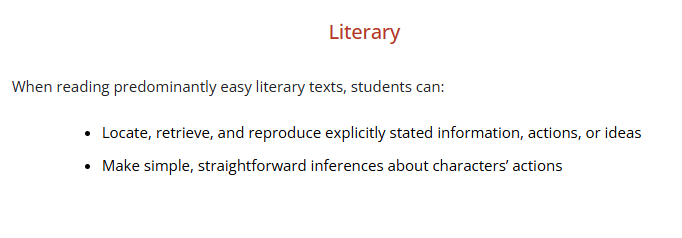 Literary
When reading predominantly easy literary texts, students can:
• Locate, retrieve, and reproduce explicitly stated information, actions, or ideas
• Make simple, straightforward inferences about characters’ actions